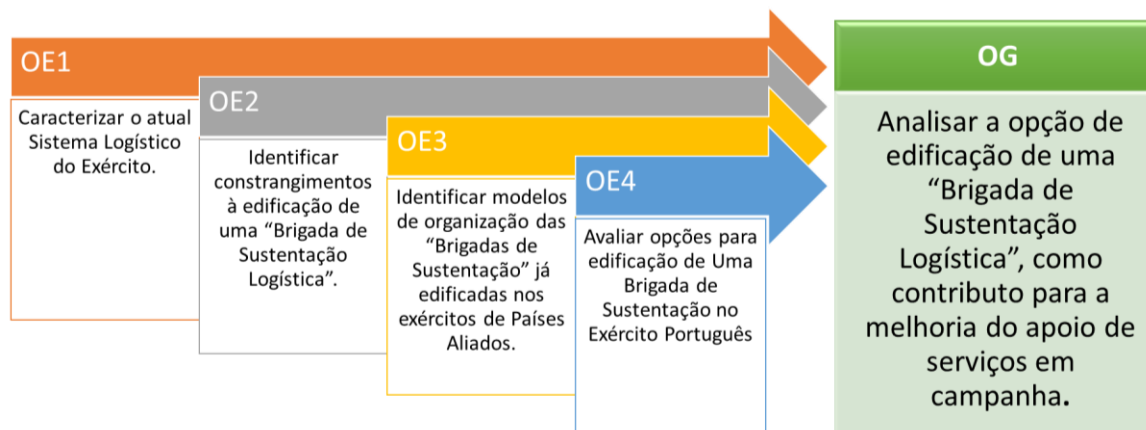 OE1
Caracterizar o atual
Sistema Logístico
do Exército.
OE2
Identificar
constrangimentos
à edificação de
uma “Brigada de
Sustentação
Logística”.
OE3
Identificar modelos
de organização das
“Brigadas de
Sustentação” já
edificadas nos
exércitos de Países
Aliados.
OE4
Avaliar opções para
edificação de Uma
Brigada de
Sustentação no
Exército Português
OG
Analisar a opção de
edificação de uma
“Brigada de
Sustentação
Logística”, como
contributo para a
melhoria do apoio de
serviços em
campanha.